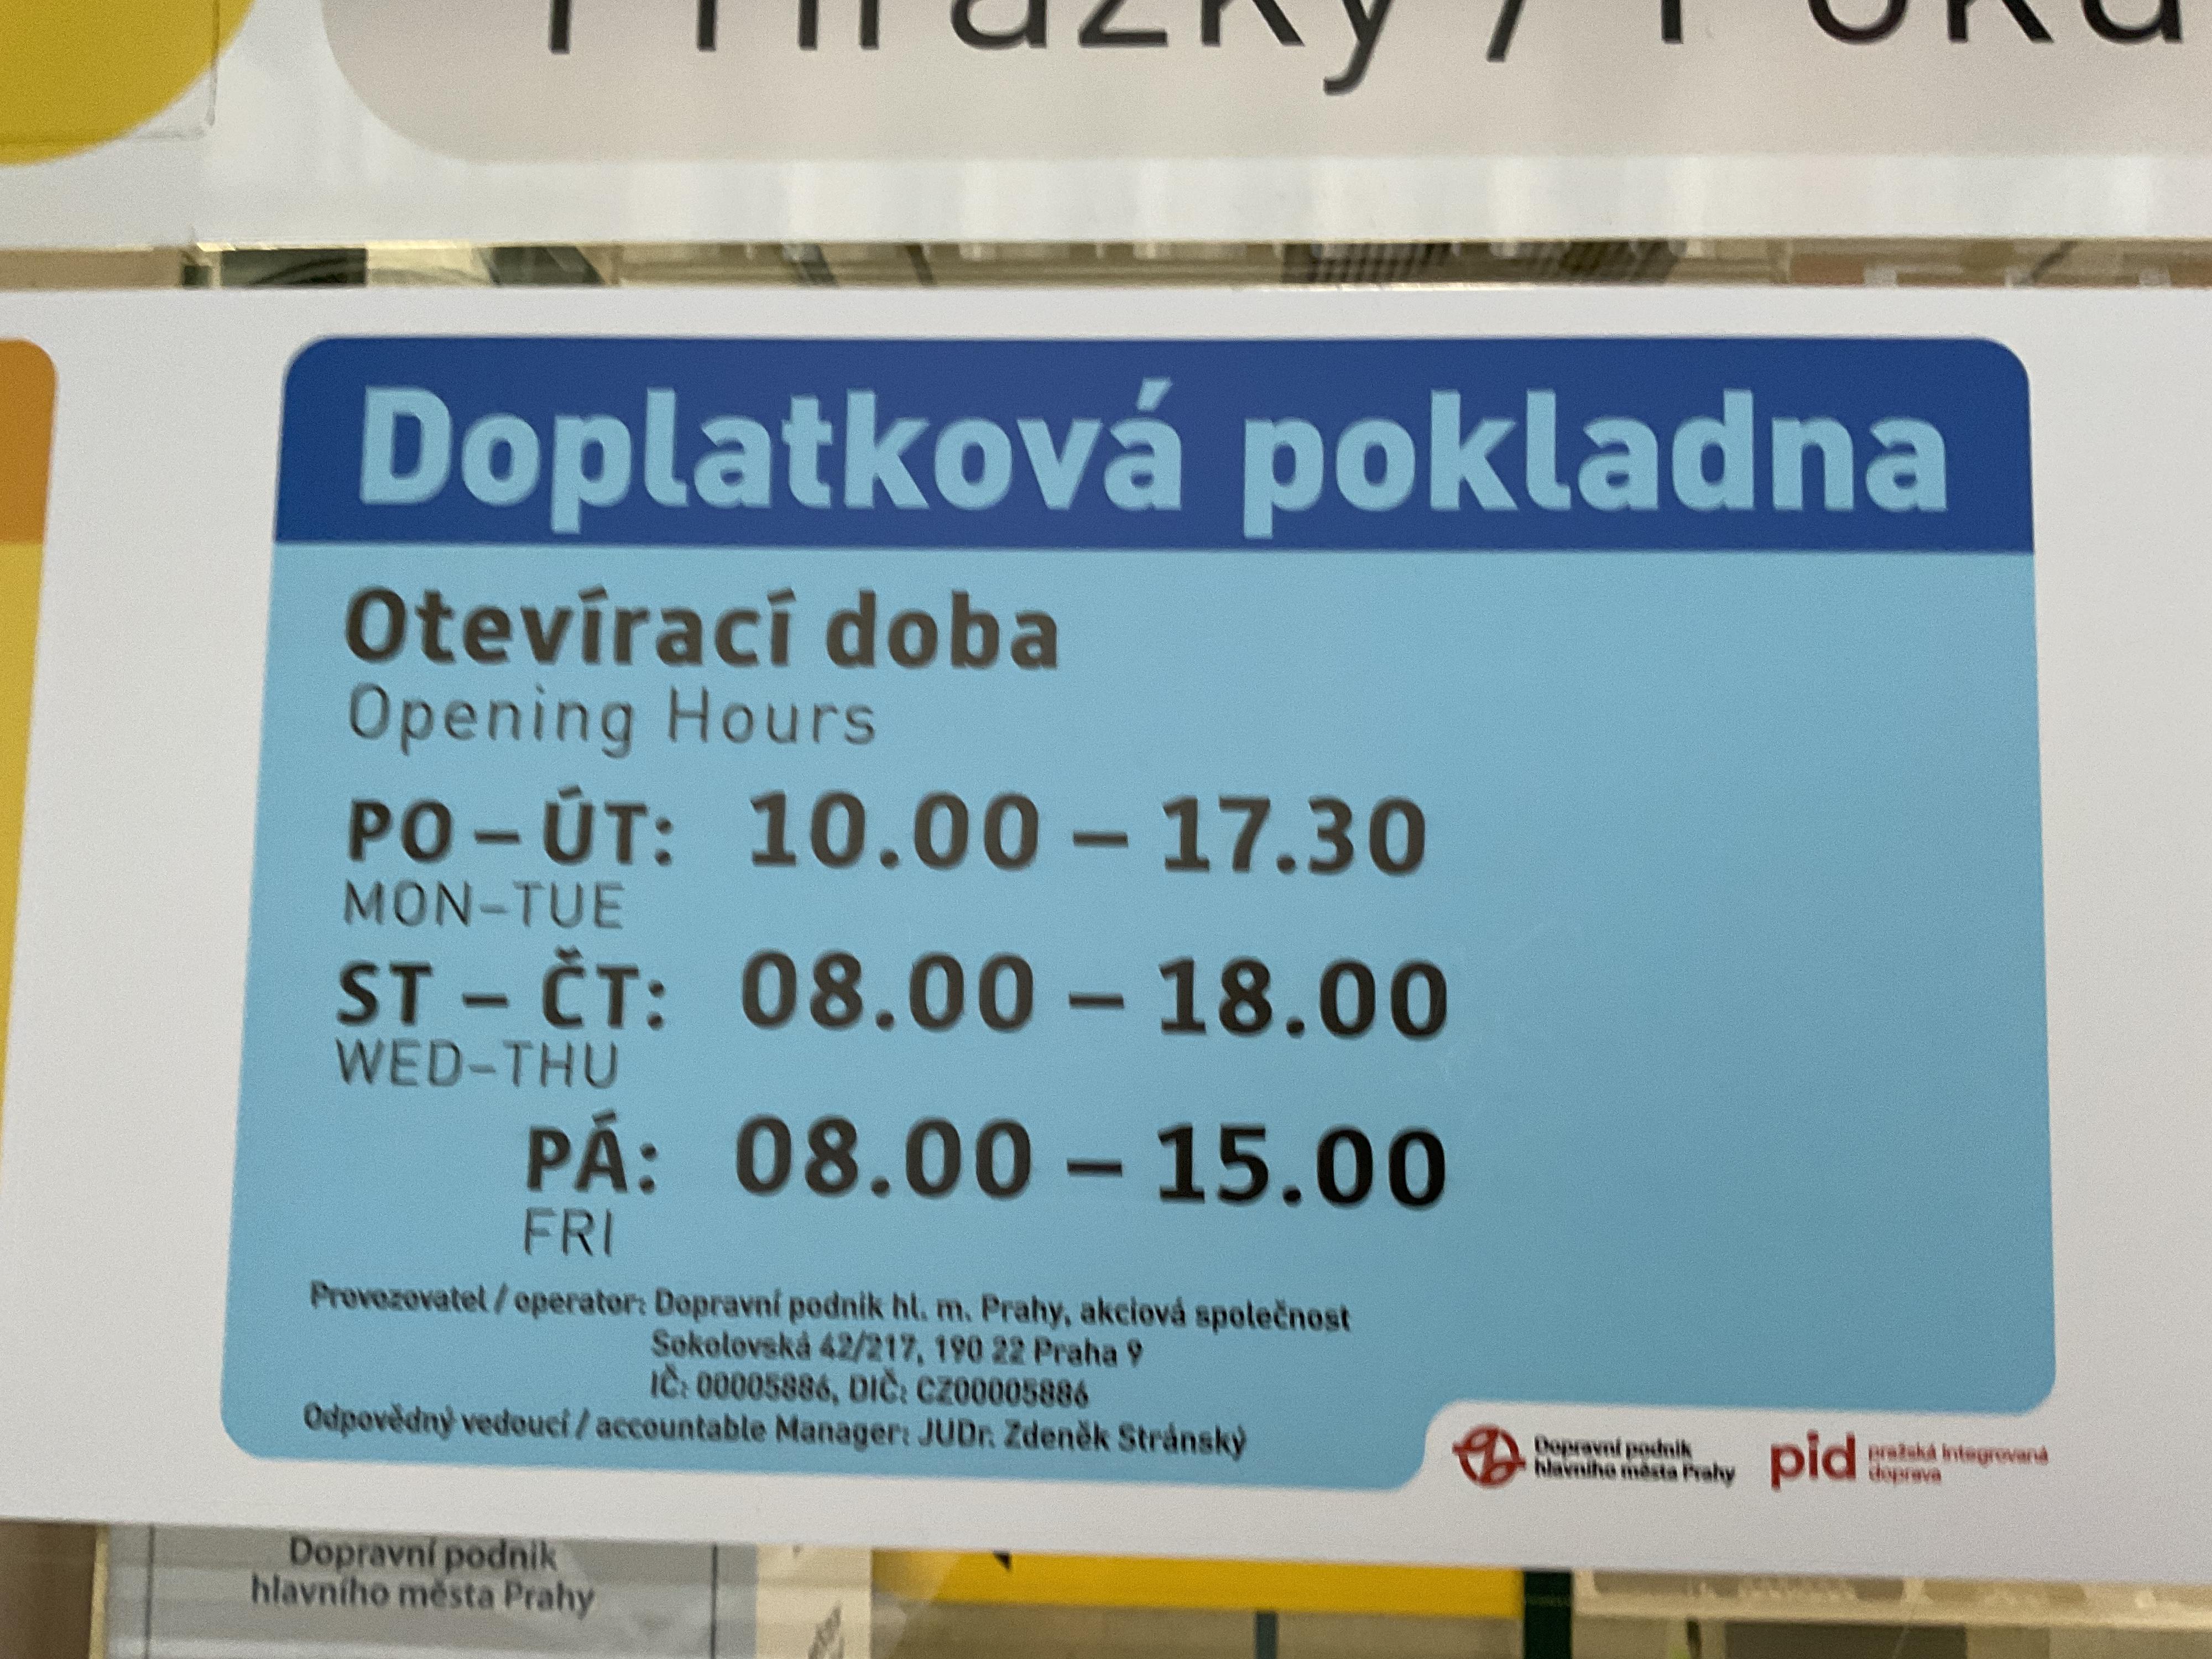 Přirážky / Poku
Doplatková pokladna
Otevírací doba
Opening Hours
PO – ÚT: 10.00 – 17.30
MON–TUE
ST – ČT: 08.00 – 18.00
WED–THU
PÁ: 08.00 – 15.00
FRI
Provozovatel / operator: Dopravní podnik hl. m. Prahy, akciová společnost
Sokolovská 42/217, 190 22 Praha 9
IČ: 00005886, DIČ: CZ00005886
Odpovědný vedoucí / accountable Manager: JUDr. Zdeněk Stránský
Dopravní podnik
hlavního města Prahy
pid pražská integrovaná
doprava
Dopravní podnik
hlavního města Prahy